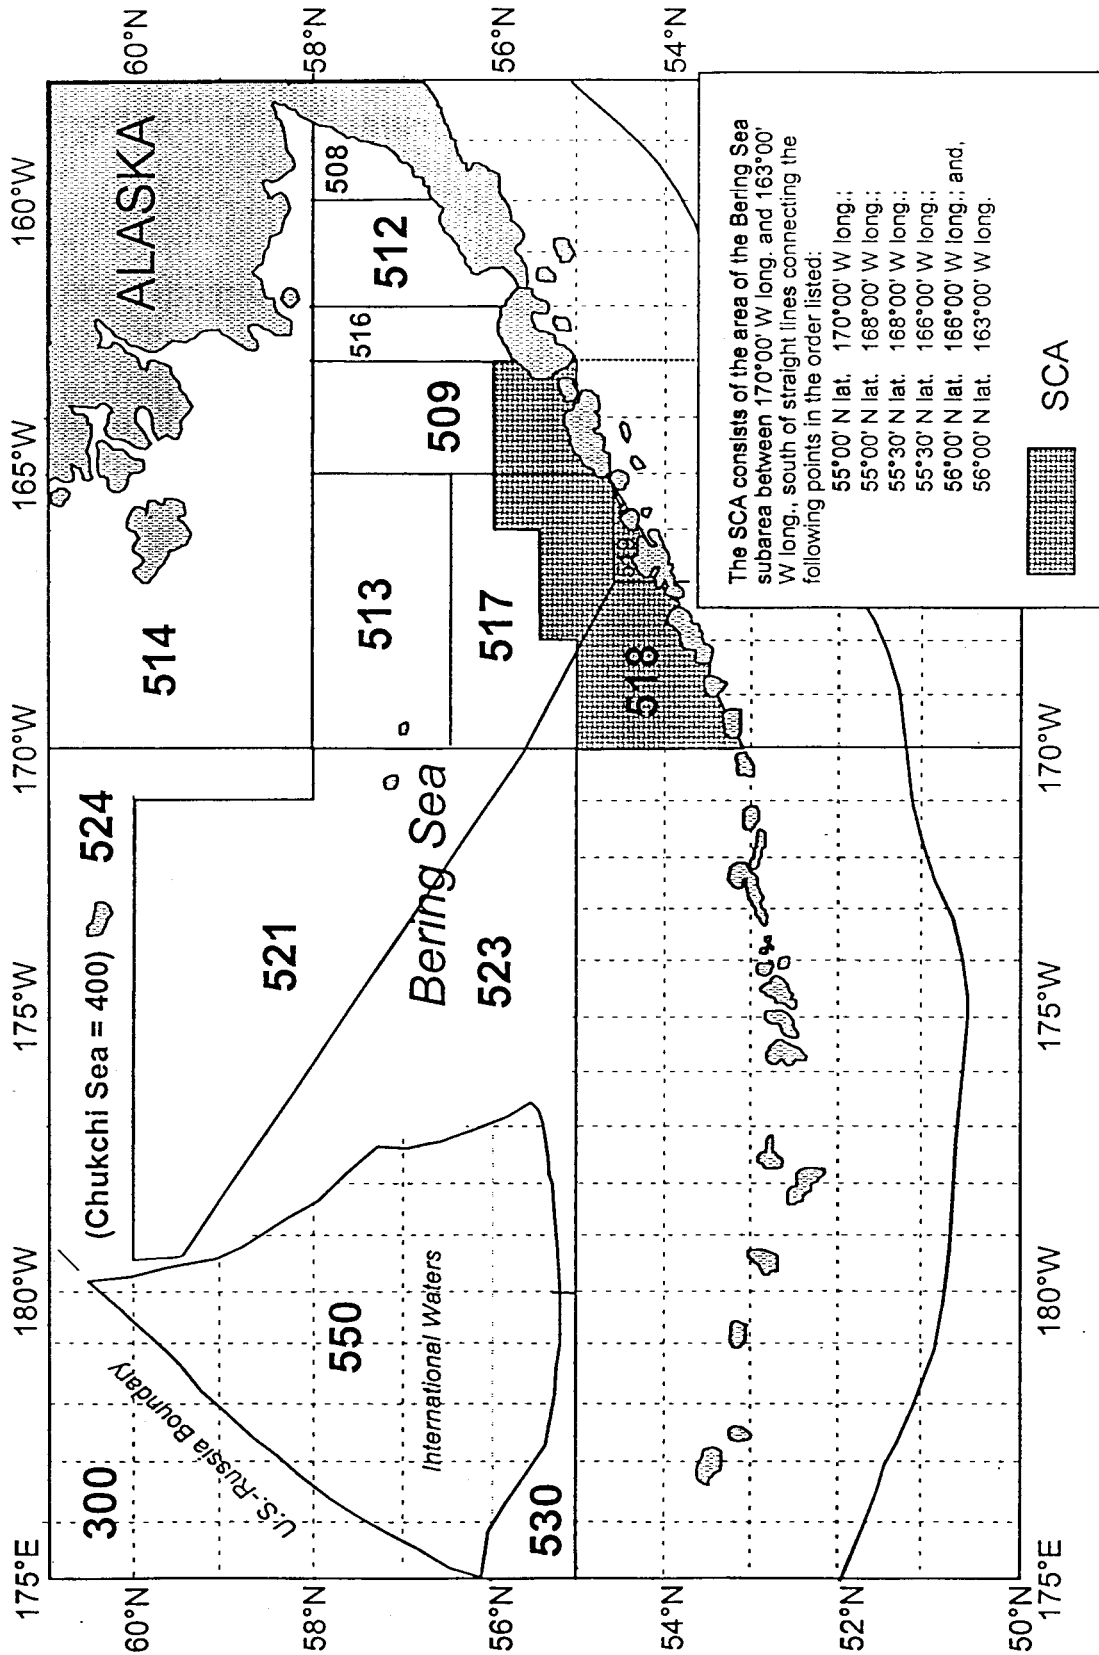 175°E
180°W
175°W
170°W
165°W
160°W
60°N
58°N
56°N
54°N
60°N
58°N
56°N
54°N
52°N
50°N
175°E
180°W
175°W
170°W
300
U.S.-Russia Boundary
(Chukchi Sea = 400)
524
514
ALASKA
521
550
International Waters
530
Bering Sea
523
513
517
509
516
512
508
518
519
The SCA consists of the area of the Bering Sea
subarea between 170°00' W long. and 163°00'
W long., south of straight lines connecting the
following points in the order listed:
55°00' N lat. 170°00' W long.;
55°00' N lat. 168°00' W long.;
55°30' N lat. 168°00' W long.;
55°30' N lat. 166°00' W long.;
56°00' N lat. 166°00' W long.; and,
56°00' N lat. 163°00' W long.
SCA